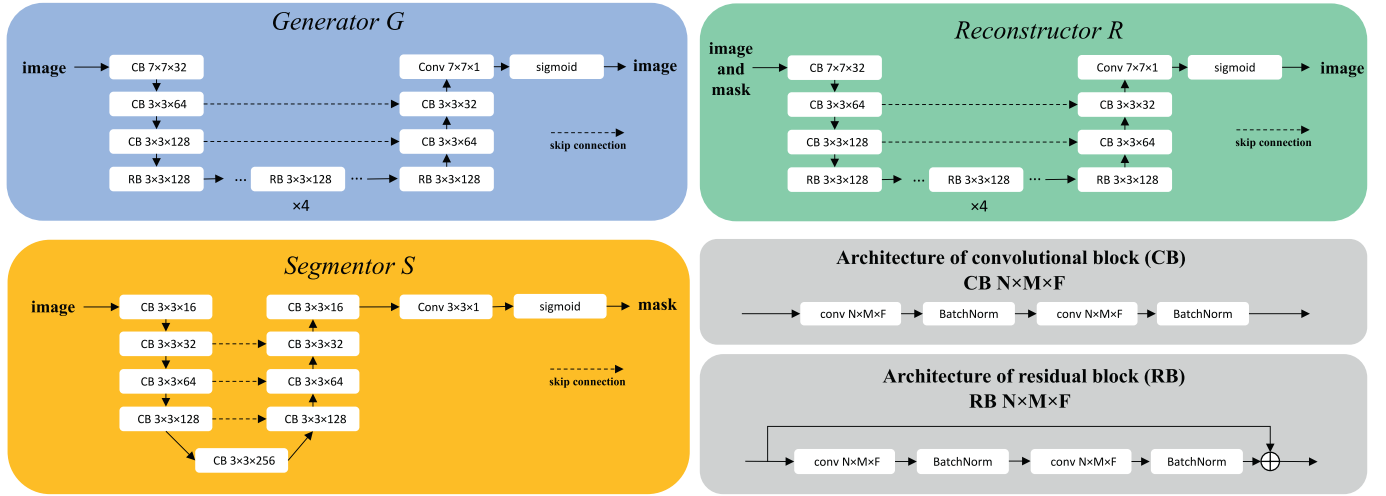 Generator G
image
CB 7×7×32
Conv 7×7×1
sigmoid
image
CB 3×3×64
CB 3×3×32
CB 3×3×128
CB 3×3×64
skip connection
RB 3×3×128
...
RB 3×3×128
...
RB 3×3×128
×4
Reconstructor R
image
and
mask
CB 7×7×32
Conv 7×7×1
sigmoid
image
CB 3×3×64
CB 3×3×32
CB 3×3×128
CB 3×3×64
skip connection
RB 3×3×128
...
RB 3×3×128
...
RB 3×3×128
×4
Segmentor S
image
CB 3×3×16
CB 3×3×16
Conv 3×3×1
sigmoid
mask
CB 3×3×32
CB 3×3×32
CB 3×3×64
CB 3×3×64
skip connection
CB 3×3×128
CB 3×3×128
CB 3×3×256
Architecture of convolutional block (CB)
CB N×M×F
conv N×M×F
BatchNorm
conv N×M×F
BatchNorm
Architecture of residual block (RB)
RB N×M×F
conv N×M×F
BatchNorm
conv N×M×F
BatchNorm